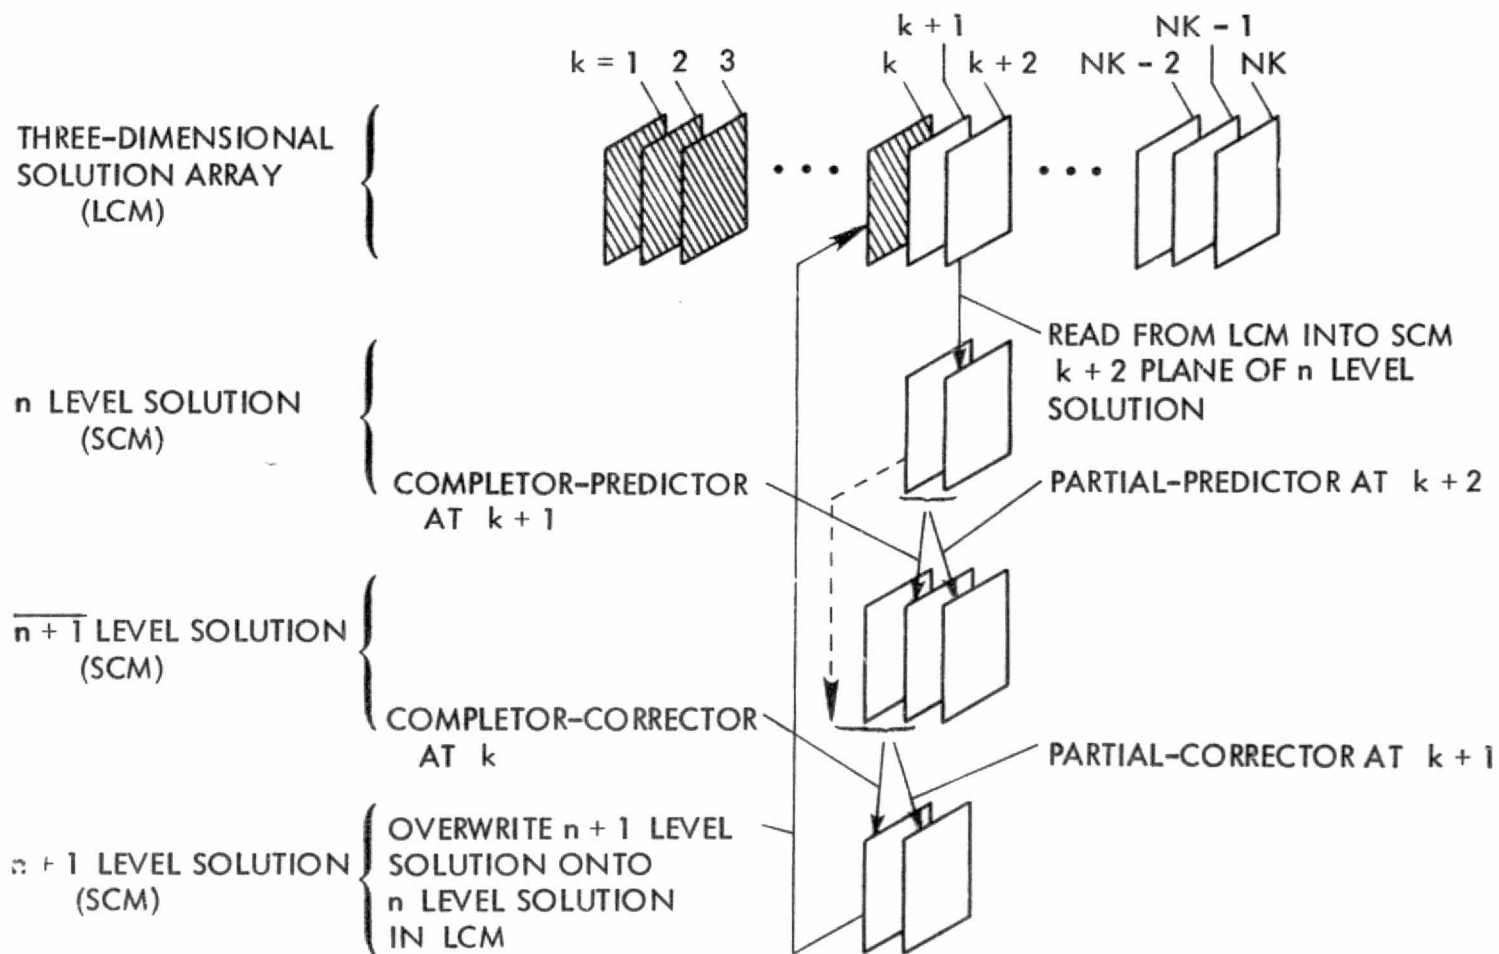 k + 1
NK - 1
k = 1 2 3 k k + 2 NK - 2 NK
THREE-DIMENSIONAL
SOLUTION ARRAY
(LCM)
• • •
• • •
READ FROM LCM INTO SCM
k + 2 PLANE OF n LEVEL
SOLUTION
n LEVEL SOLUTION
(SCM)
COMPLETOR-PREDICTOR
AT k + 1
PARTIAL-PREDICTOR AT k + 2
n + 1 LEVEL SOLUTION
(SCM)
COMPLETOR-CORRECTOR
AT k
PARTIAL-CORRECTOR AT k + 1
n + 1 LEVEL SOLUTION
(SCM)
OVERWRITE n + 1 LEVEL
SOLUTION ONTO
n LEVEL SOLUTION
IN LCM